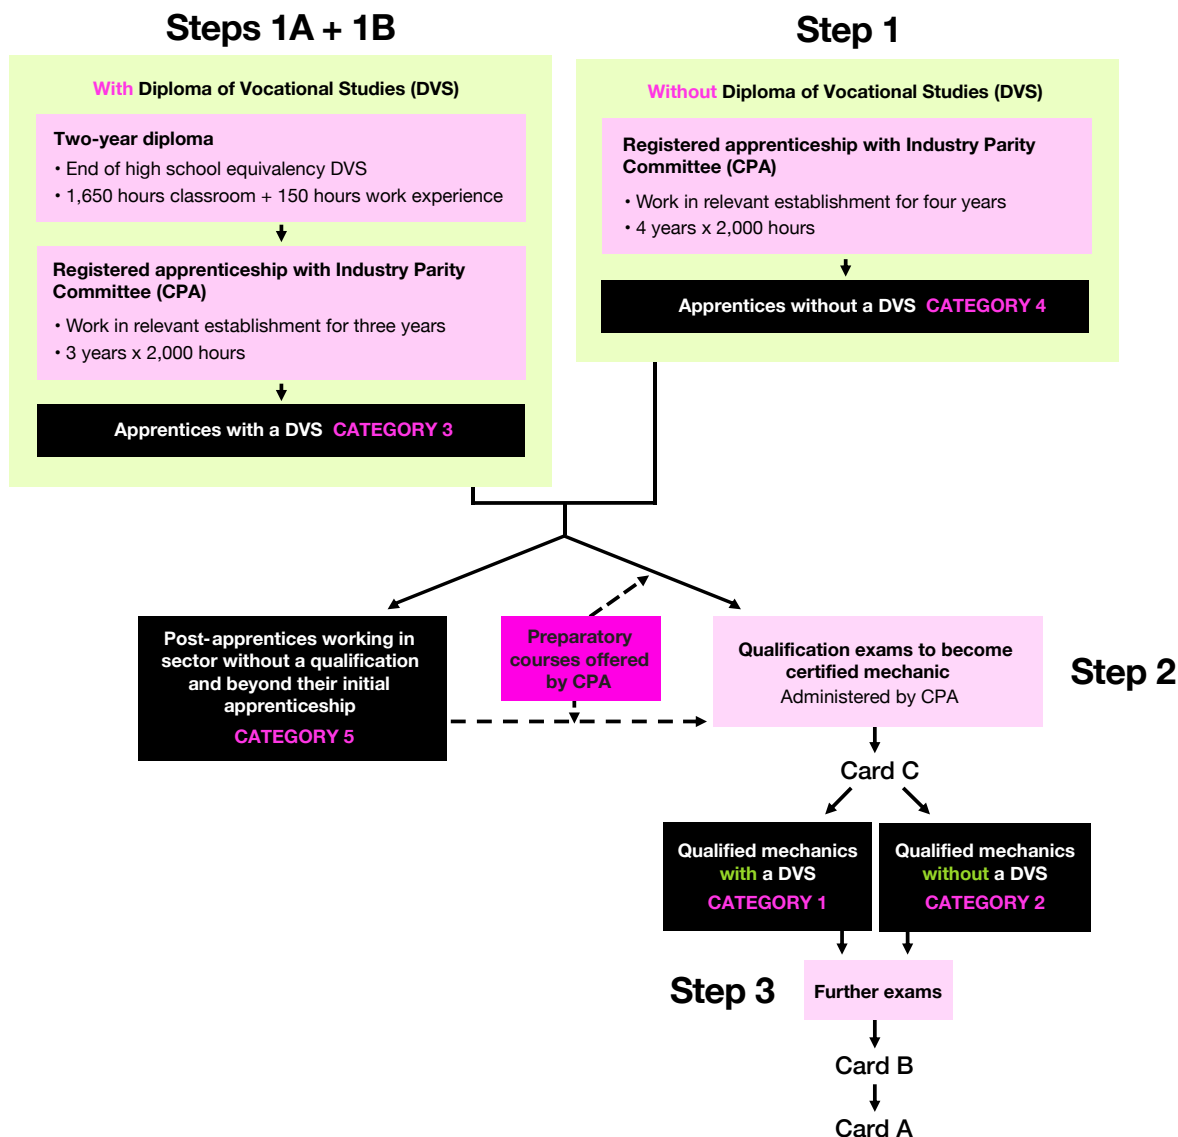 Steps 1A + 1B
With Diploma of Vocational Studies (DVS)
Two-year diploma
• End of high school equivalency DVS
• 1,650 hours classroom + 150 hours work experience
Registered apprenticeship with Industry Parity
Committee (CPA)
• Work in relevant establishment for three years
• 3 years x 2,000 hours
Apprentices with a DVS CATEGORY 3
Step 1
Without Diploma of Vocational Studies (DVS)
Registered apprenticeship with Industry Parity
Committee (CPA)
• Work in relevant establishment for four years
• 4 years x 2,000 hours
Apprentices without a DVS CATEGORY 4
Post-apprentices working in
sector without a qualification
and beyond their initial
apprenticeship
CATEGORY 5
Preparatory
courses offered
by CPA
Qualification exams to become
certified mechanic
Administered by CPA
Step 2
Card C
Qualified mechanics
with a DVS
CATEGORY 1
Qualified mechanics
without a DVS
CATEGORY 2
Step 3
Further exams
Card B
Card A